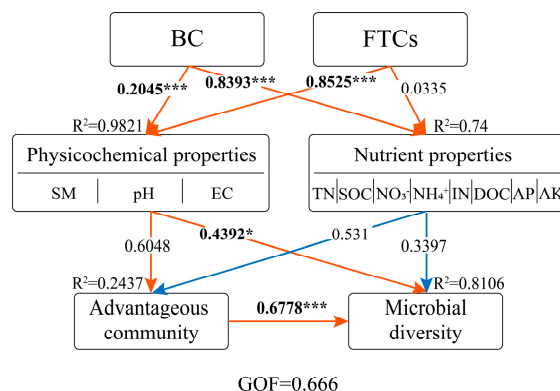 BC
FTCs
0.2045***
0.8393***
0.8525***
0.0335
R²=0.9821
R²=0.74
Physicochemical properties
SM | pH | EC
Nutrient properties
TN|SOC|NO₃⁻|NH₄⁺|IN|DOC|AP|AK
0.6048
0.4392*
0.531
0.3397
R²=0.2437
R²=0.8106
Advantageous
community
0.6778***
Microbial
diversity
GOF=0.666